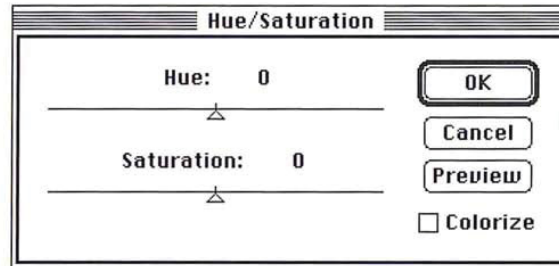 Hue/Saturation
Hue: 0
OK
Cancel
Saturation: 0
Preview
Colorize